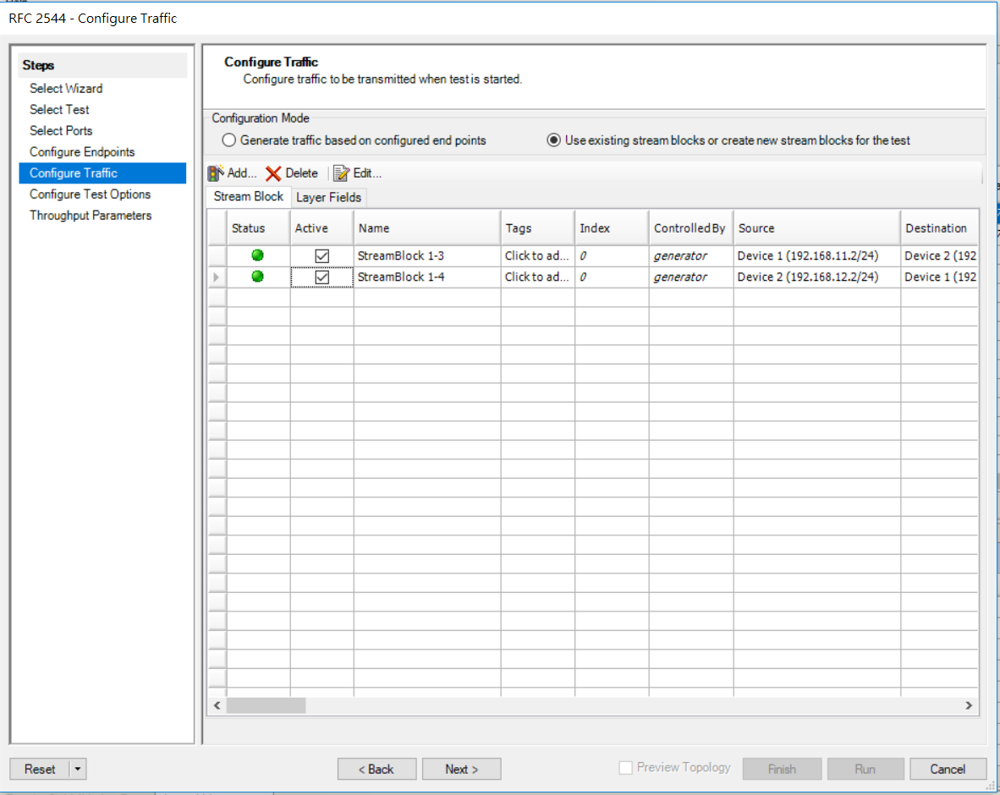 RFC 2544 - Configure Traffic
Steps
Select Wizard
Select Test
Select Ports
Configure Endpoints
Configure Traffic
Configure Test Options
Throughput Parameters
Configure Traffic
Configure traffic to be transmitted when test is started.
Configuration Mode
Generate traffic based on configured end points Use existing stream blocks or create new stream blocks for the test
Add... Delete Edit...
Stream Block Layer Fields
Status Active Name Tags Index ControlledBy Source Destination
StreamBlock 1-3 Click to ad... 0 generator Device 1 (192.168.11.2/24) Device 2 (192
StreamBlock 1-4 Click to ad... 0 generator Device 2 (192.168.12.2/24) Device 1 (192
Reset < Back Next > Preview Topology Finish Run Cancel